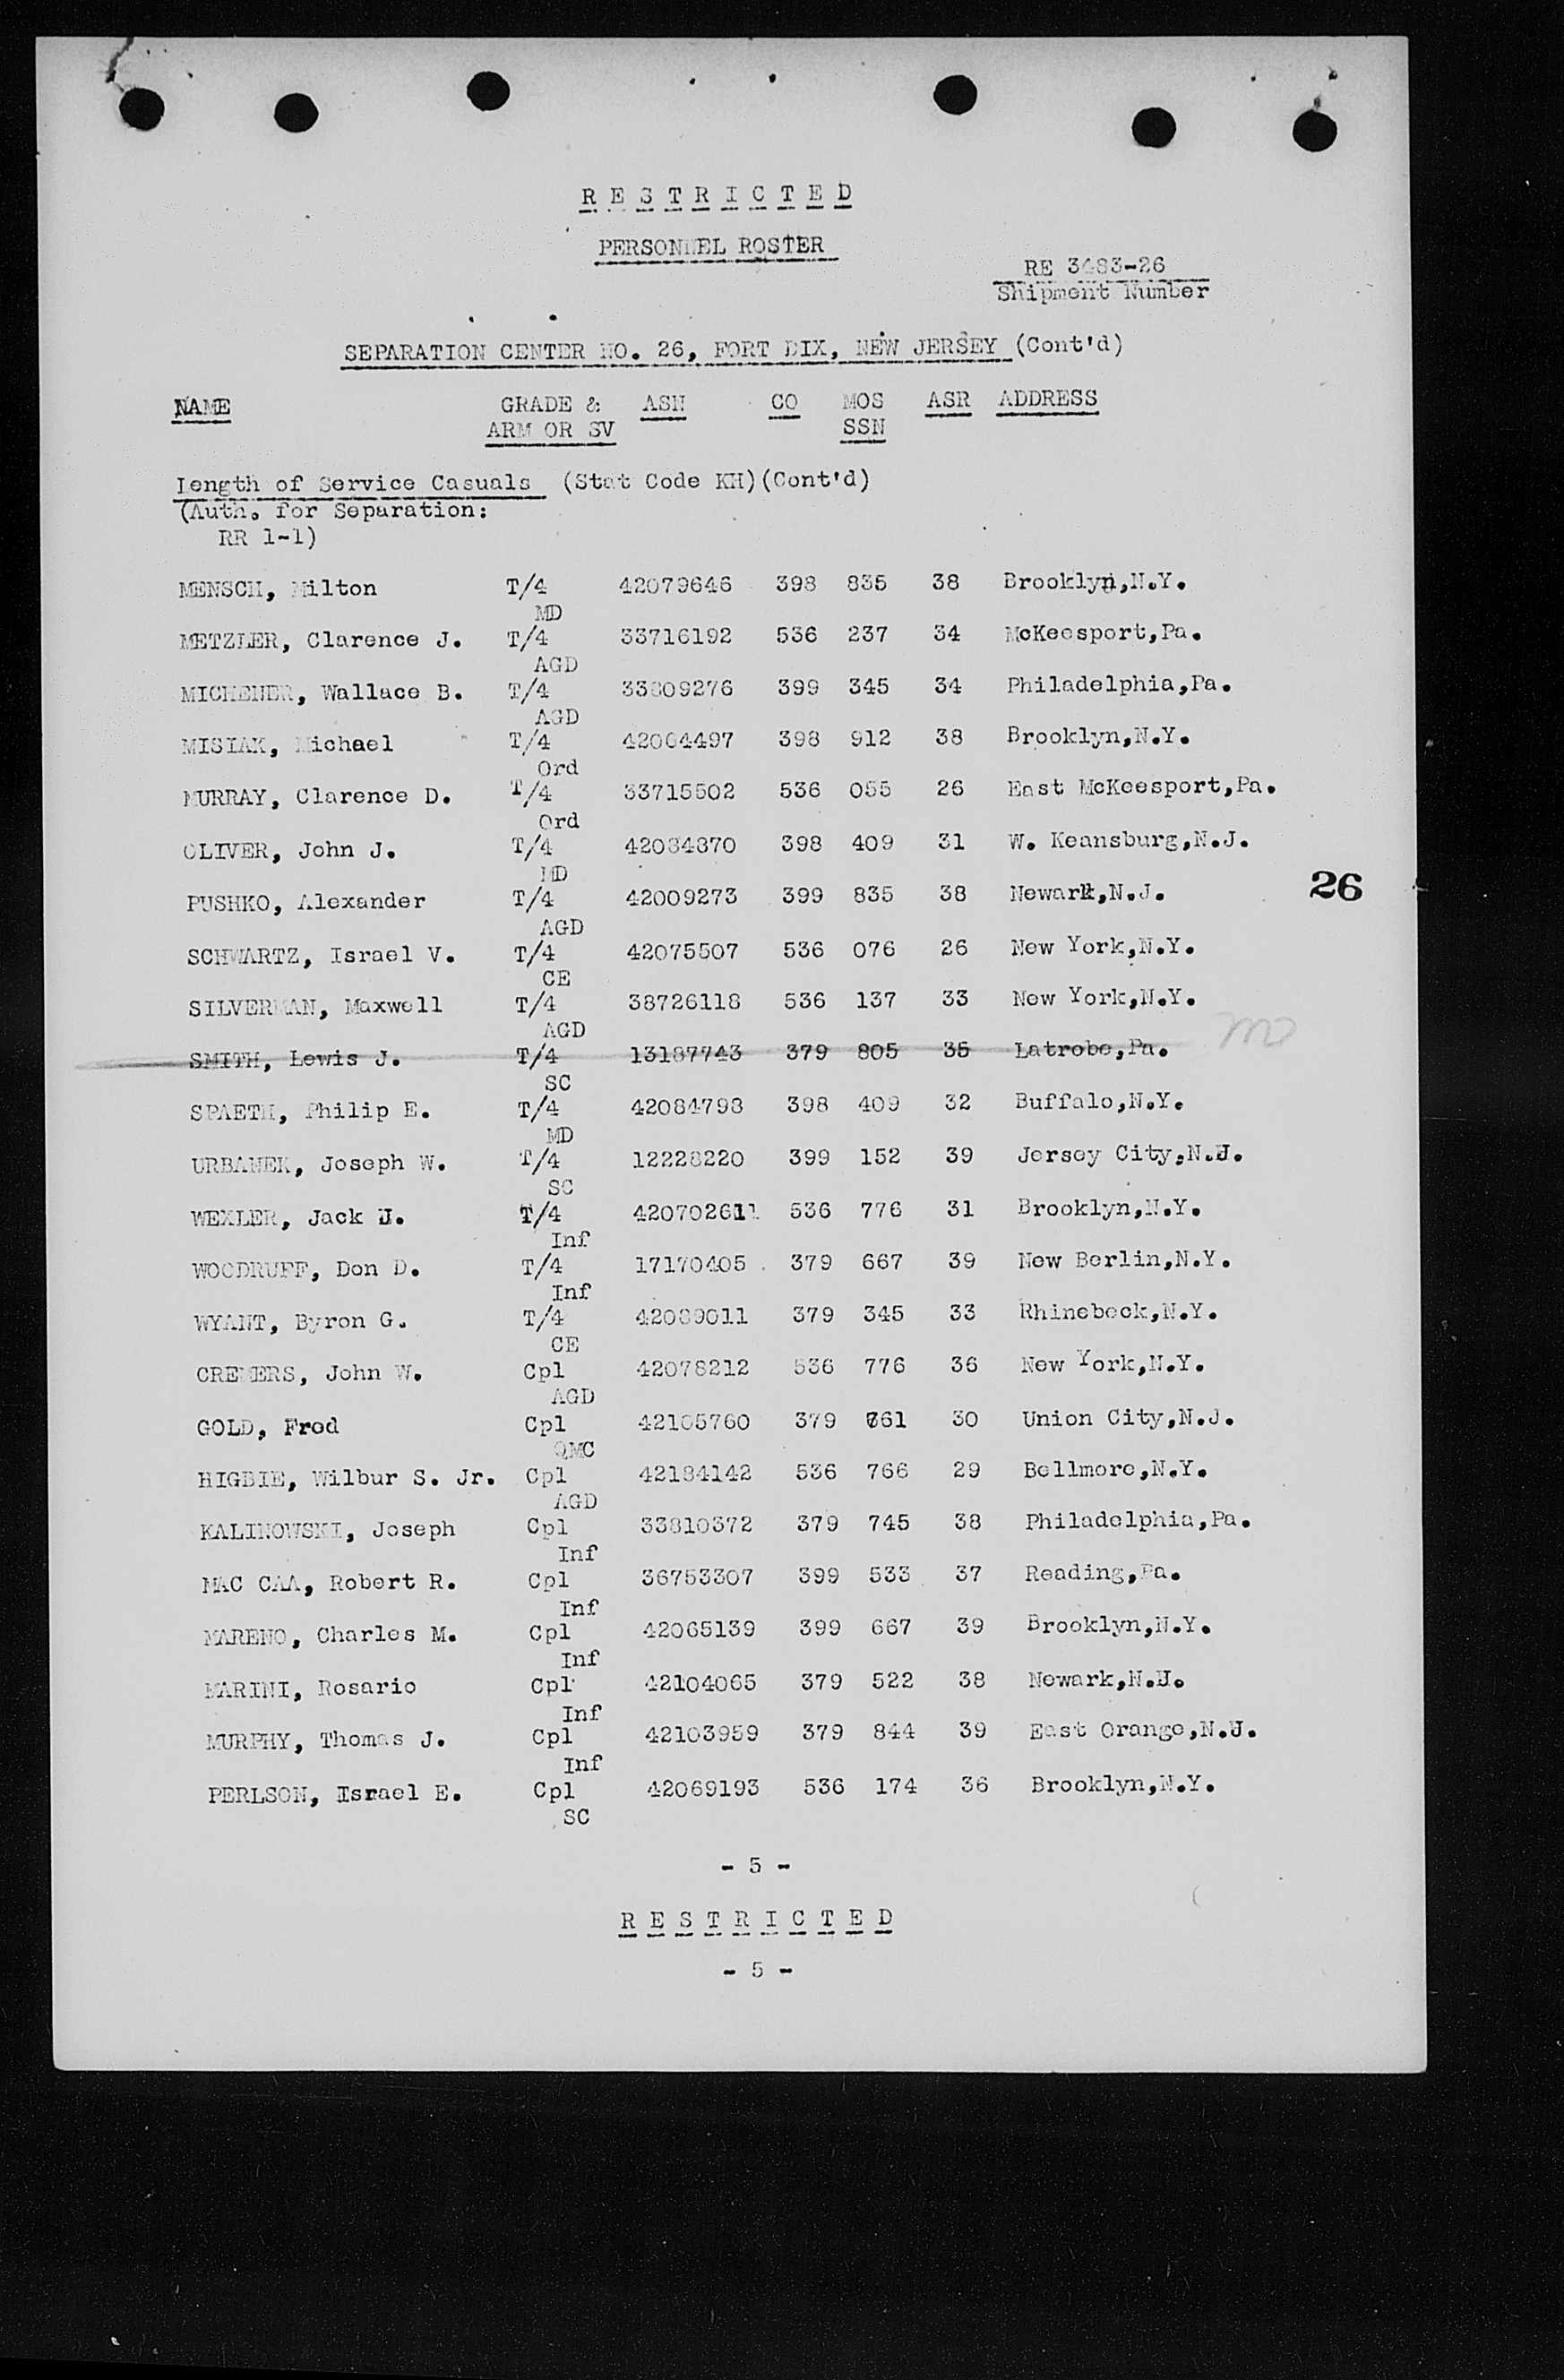 R E S T R I C T E D
PERSONNEL ROSTER
RE 3483-26
Shipment Number
SEPARATION CENTER NO. 26, FORT DIX, NEW JERSEY (Cont'd)
NAME GRADE & ASN CO MOS ASR ADDRESS
ARM OR SV SSN
Length of Service Casuals (Stat Code KH)(Cont'd)
(Auth. for Separation:
RR 1-1)
MENSCH, Milton T/4 42079646 398 835 38 Brooklyn,N.Y.
MD
METZLER, Clarence J. T/4 33716192 536 237 34 McKeesport,Pa.
AGD
MICHENER, Wallace B. T/4 33809276 399 345 34 Philadelphia,Pa.
AGD
MISIAK, Michael T/4 42064497 398 912 38 Brooklyn,N.Y.
Ord
MURRAY, Clarence D. T/4 33715502 536 055 26 East McKeesport,Pa.
Ord
OLIVER, John J. T/4 42084870 398 409 31 W. Keansburg,N.J.
MD
PUSHKO, Alexander T/4 42009273 399 835 38 Newark,N.J.
26
AGD
SCHWARTZ, Israel V. T/4 42075507 536 076 26 New York,N.Y.
CE
SILVERMAN, Maxwell T/4 38726118 536 137 33 New York,N.Y.
AGD
SMITH, Lewis J. T/4 13187743 379 805 35 Latrobe,Pa.
SC
SPAETH, Philip E. T/4 42084798 398 409 32 Buffalo,N.Y.
MD
URBANEK, Joseph W. T/4 12228220 399 152 39 Jersey City,N.J.
SC
WEXLER, Jack J. T/4 42070261 536 776 31 Brooklyn,N.Y.
Inf
WOODRUFF, Don D. T/4 17170405 379 667 39 New Berlin,N.Y.
Inf
WYANT, Byron G. T/4 42089011 379 345 33 Rhinebeck,N.Y.
CE
CREMERS, John W. Cpl 42078212 536 776 36 New York,N.Y.
AGD
GOLD, Fred Cpl 42105760 379 761 30 Union City,N.J.
QMC
HIGBIE, Wilbur S. Jr. Cpl 42184142 536 766 29 Bellmore,N.Y.
AGD
KALINOWSKI, Joseph Cpl 33810372 379 745 38 Philadelphia,Pa.
Inf
MAC CAA, Robert R. Cpl 36753307 399 533 37 Reading,Pa.
Inf
MARENO, Charles M. Cpl 42065139 399 667 39 Brooklyn,N.Y.
Inf
MARINI, Rosario Cpl 42104065 379 522 38 Newark,N.J.
Inf
MURPHY, Thomas J. Cpl 42103959 379 844 39 East Orange,N.J.
Inf
PERLSON, Israel E. Cpl 42069193 536 174 36 Brooklyn,N.Y.
SC
- 5 -
R E S T R I C T E D
- 5 -